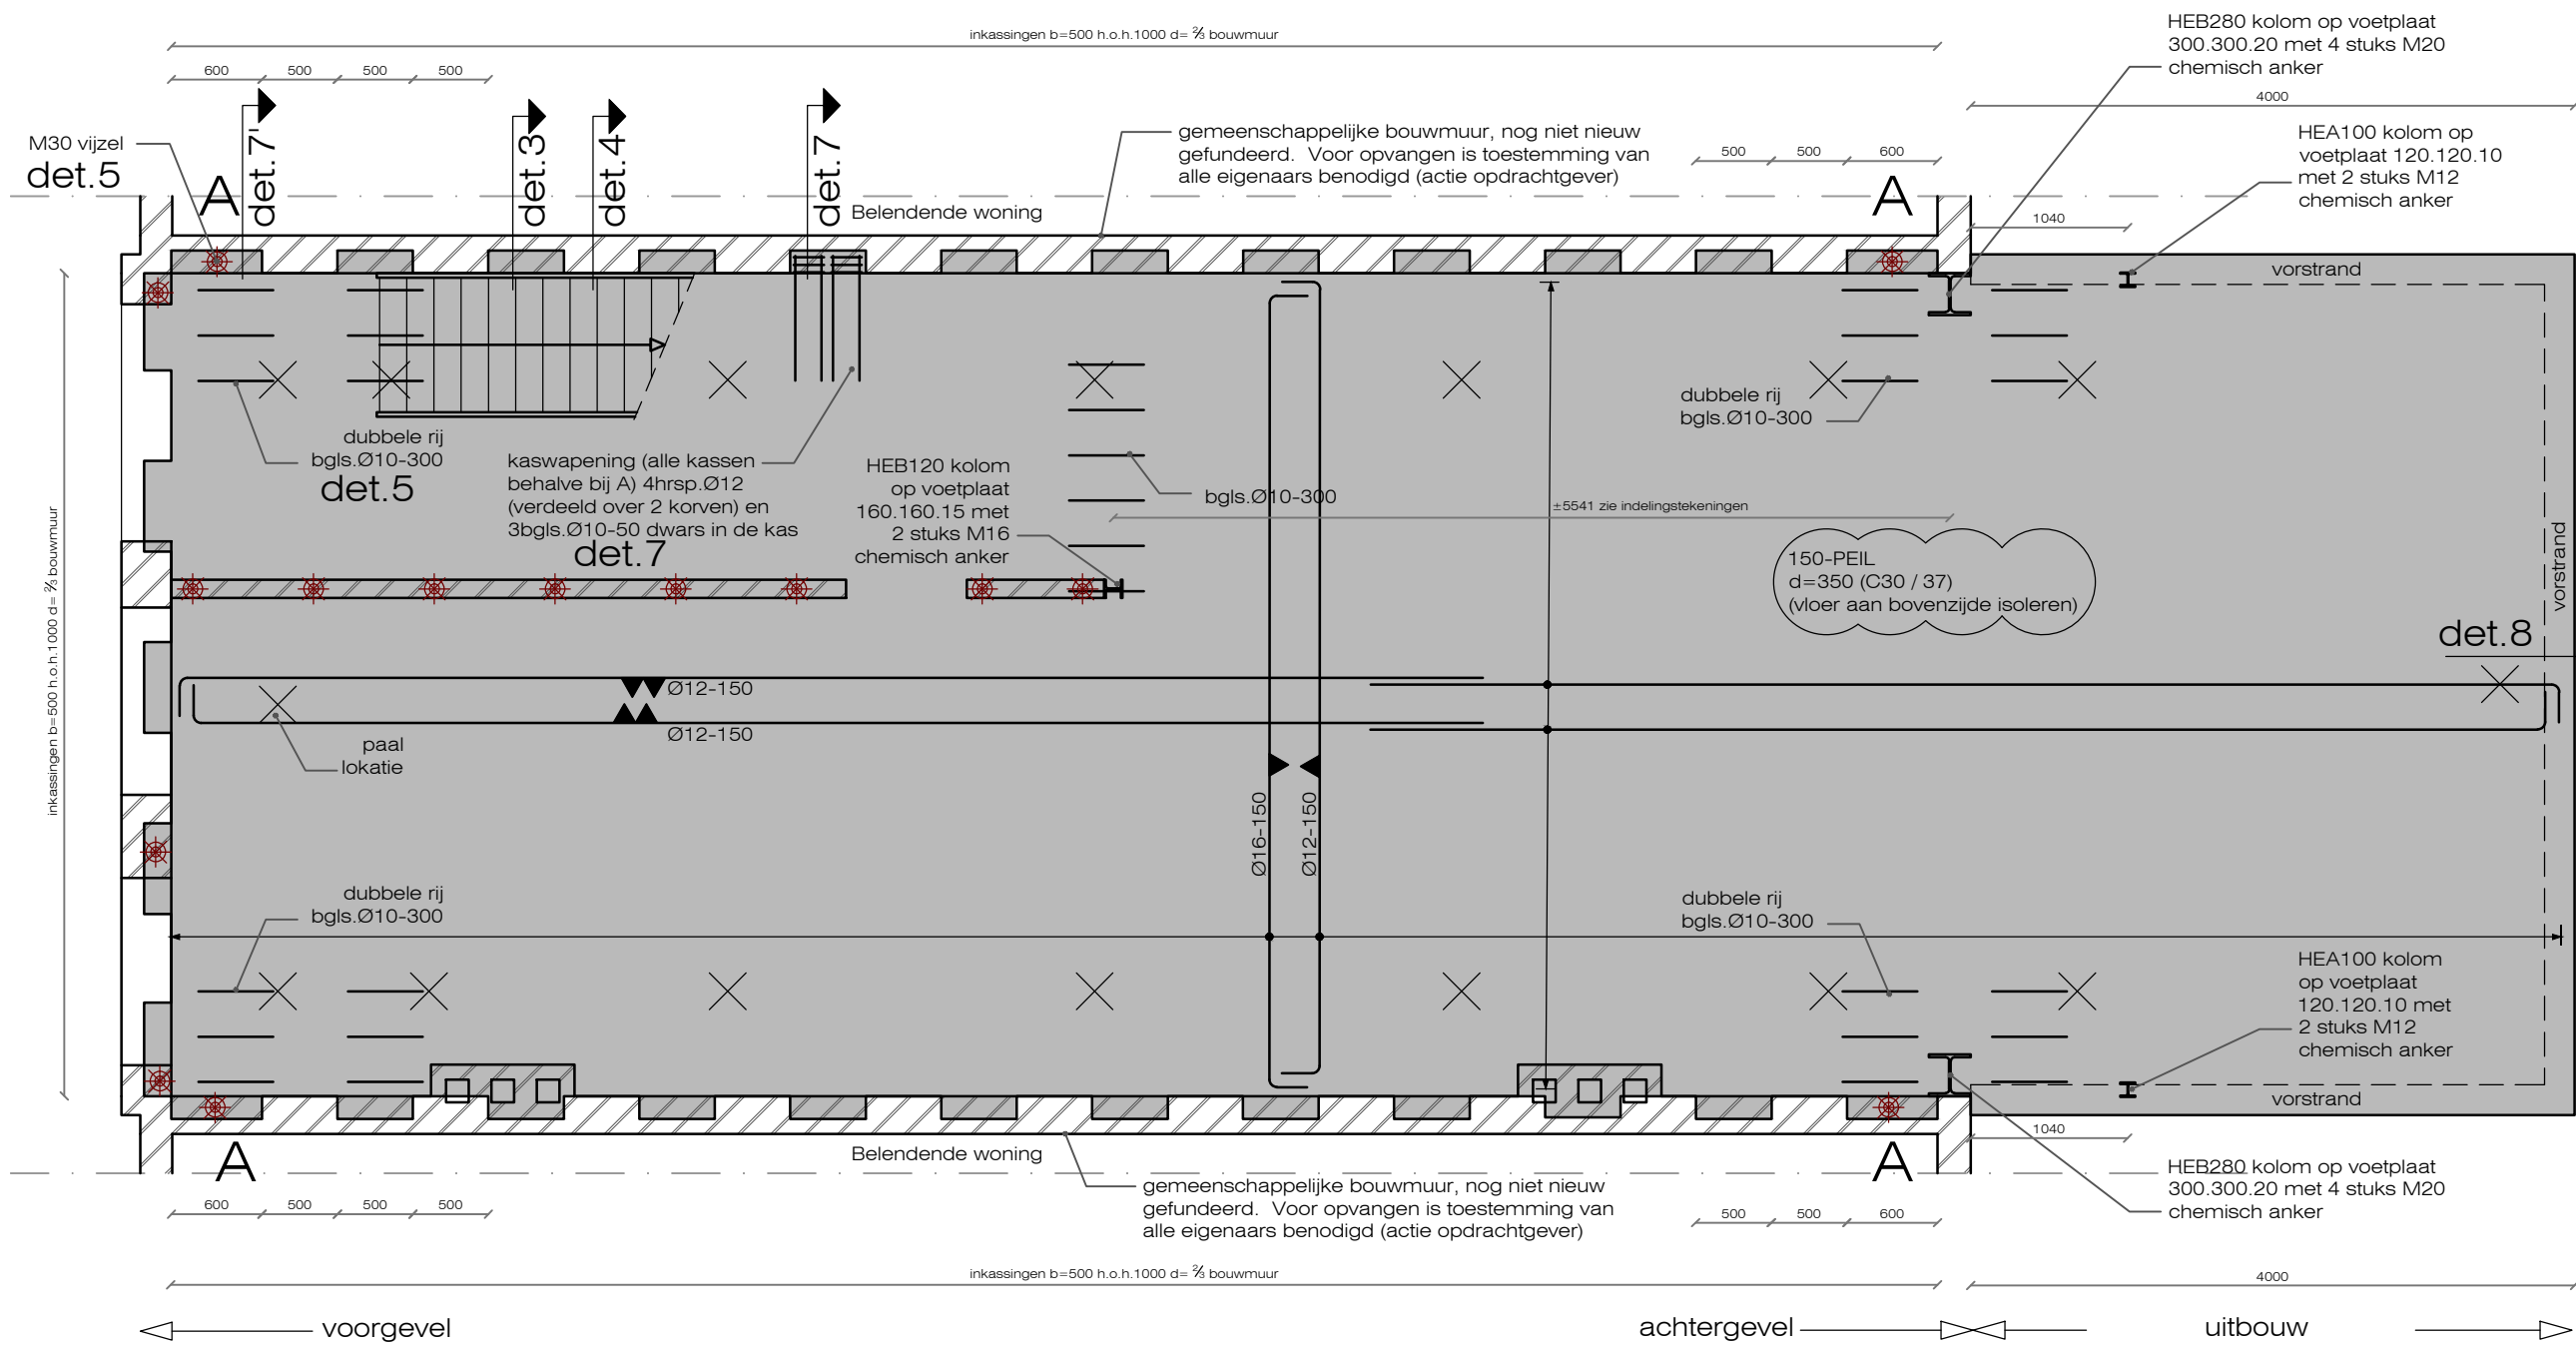 inkassingen b=500 h.o.h.1000 d= ⅔ bouwmuur
600
500
500
500
HEB280 kolom op voetplaat
300.300.20 met 4 stuks M20
chemisch anker
4000
HEA100 kolom op
voetplaat 120.120.10
met 2 stuks M12
chemisch anker
1040
M30 vijzel
det.5
A
det.7'
det.3
det.4
det.7
gemeenschappelijke bouwmuur, nog niet nieuw
gefundeerd. Voor opvangen is toestemming van
alle eigenaars benodigd (actie opdrachtgever)
500
500
600
A
Belendende woning
vorstrand
dubbele rij
bgls.Ø10-300
det.5
kaswapening (alle kassen
behalve bij A) 4hrsp.Ø12
(verdeeld over 2 korven) en
3bgls.Ø10-50 dwars in de kas
det.7
HEB120 kolom
op voetplaat
160.160.15 met
2 stuks M16
chemisch anker
bgls.Ø10-300
dubbele rij
bgls.Ø10-300
±5541 zie indelingstekeningen
150-PEIL
d=350 (C30 / 37)
(vloer aan bovenzijde isoleren)
vorstrand
det.8
inkassingen b=500 h.o.h.1000 d= ⅔ bouwmuur
Ø12-150
Ø12-150
paal
lokatie
Ø16-150
Ø12-150
dubbele rij
bgls.Ø10-300
dubbele rij
bgls.Ø10-300
HEA100 kolom
op voetplaat
120.120.10 met
2 stuks M12
chemisch anker
vorstrand
A
Belendende woning
A
1040
gemeenschappelijke bouwmuur, nog niet nieuw
gefundeerd. Voor opvangen is toestemming van
alle eigenaars benodigd (actie opdrachtgever)
HEB280 kolom op voetplaat
300.300.20 met 4 stuks M20
chemisch anker
600
500
500
500
500
500
600
inkassingen b=500 h.o.h.1000 d= ⅔ bouwmuur
4000
voorgevel
achtergevel
uitbouw